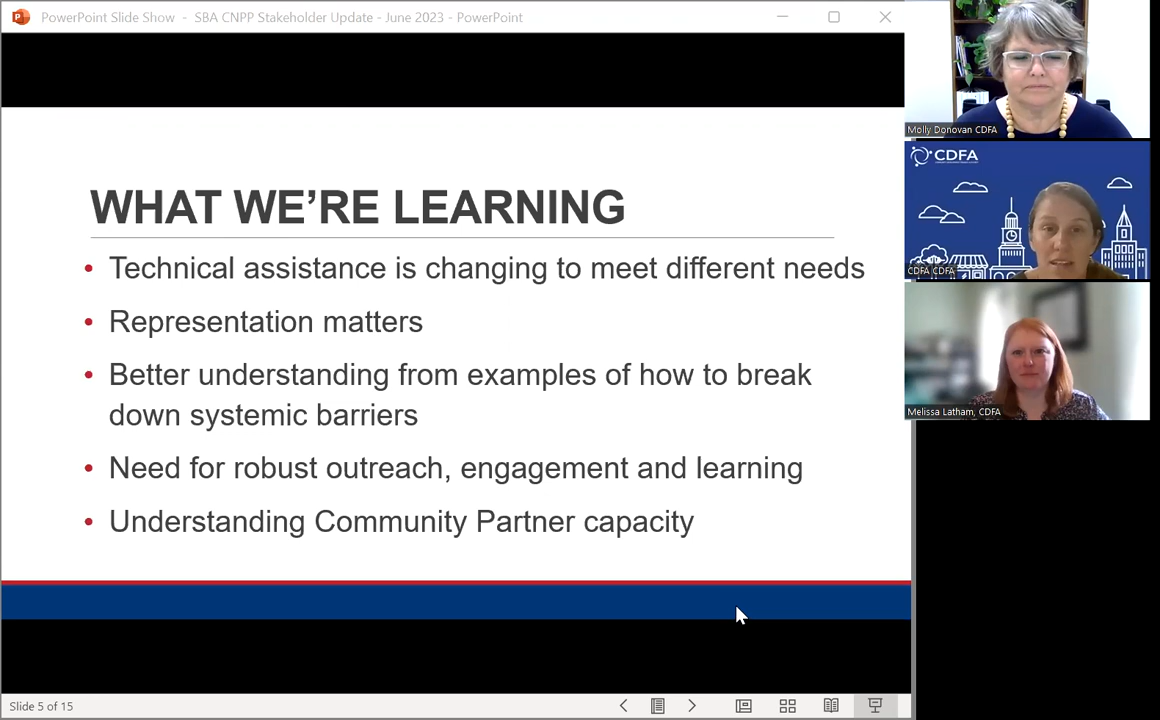 PowerPoint Slide Show - SBA CNPP Stakeholder Update - June 2023 - PowerPoint
WHAT WE’RE LEARNING
• Technical assistance is changing to meet different needs
• Representation matters
• Better understanding from examples of how to break
down systemic barriers
• Need for robust outreach, engagement and learning
• Understanding Community Partner capacity
Slide 5 of 15
Molly Donovan CDFA
CDFA
CDFA CDFA
Melissa Latham, CDFA